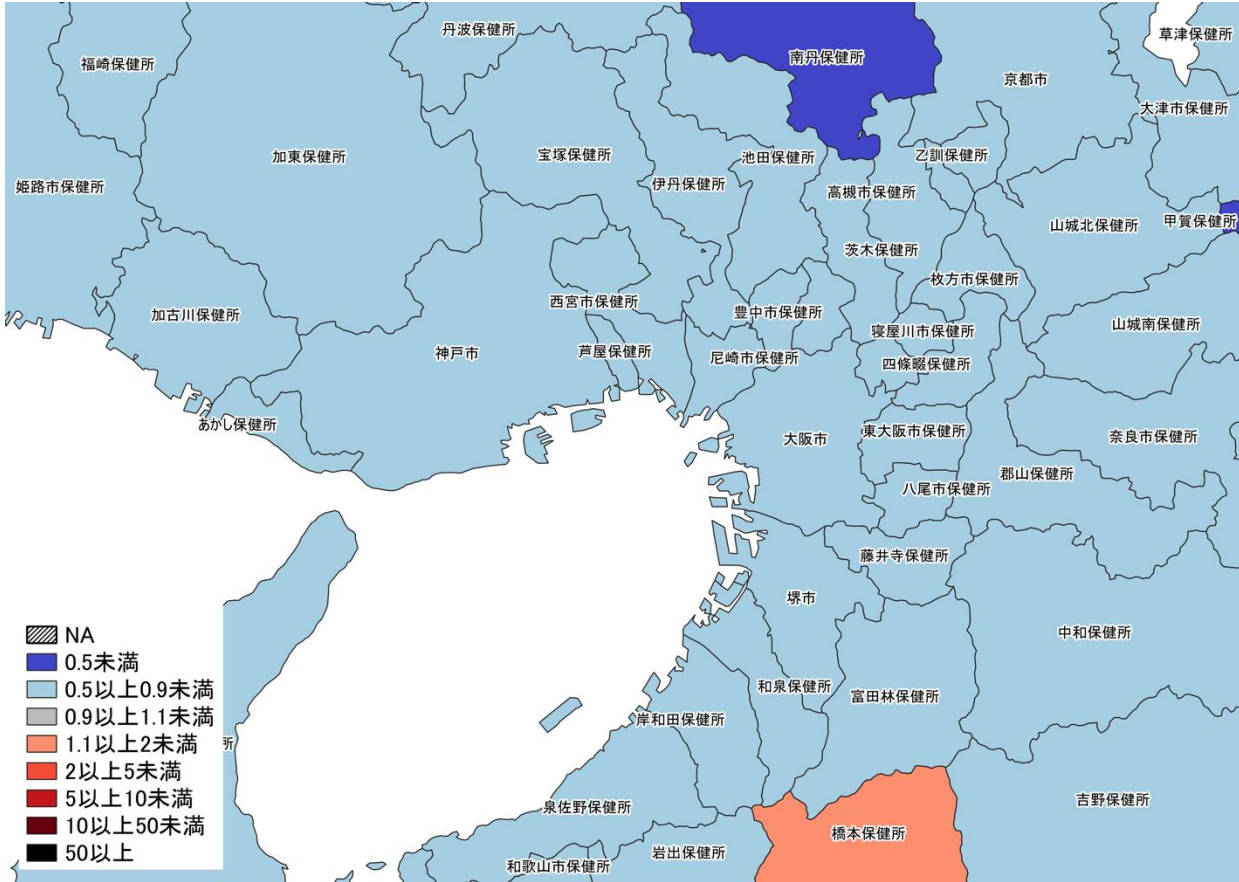 丹波保健所
福崎保健所
南丹保健所
草津保健所
京都市
大津市保健所
加東保健所
宝塚保健所
池田保健所
乙訓保健所
姫路市保健所
伊丹保健所
高槻市保健所
山城北保健所
甲賀保健所
茨木保健所
枚方市保健所
西宮市保健所
加古川保健所
豊中市保健所
寝屋川市保健所
山城南保健所
神戸市
芦屋保健所
尼崎市保健所
四條畷保健所
あかし保健所
大阪市
東大阪市保健所
奈良市保健所
八尾市保健所
郡山保健所
藤井寺保健所
堺市
中和保健所
和泉保健所
富田林保健所
岸和田保健所
所
泉佐野保健所
吉野保健所
橋本保健所
岩出保健所
和歌山市保健所
NA
0.5未満
0.5以上0.9未満
0.9以上1.1未満
1.1以上2未満
2以上5未満
5以上10未満
10以上50未満
50以上